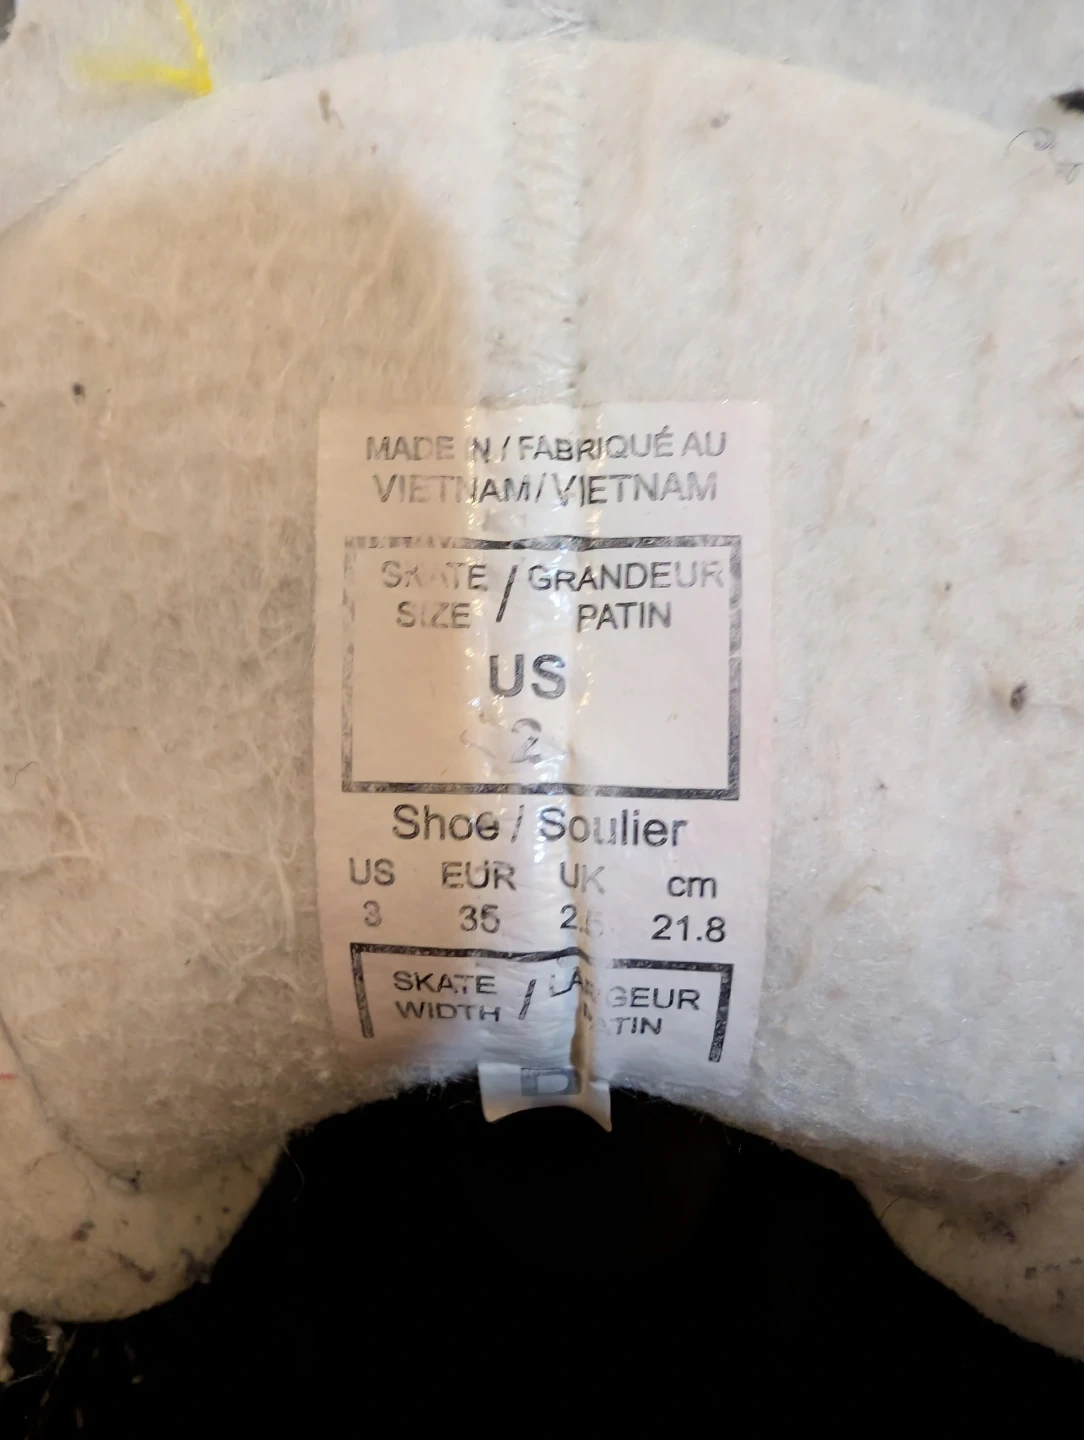 MADE IN / FABRIQUÉ AU
VIETNAM/VIETNAM
SKATE / GRANDEUR
SIZE PATIN
US
2
Shoe / Soulier
US EUR UK cm
3 35 2.5 21.8
SKATE / LARGEUR
WIDTH PATIN
D